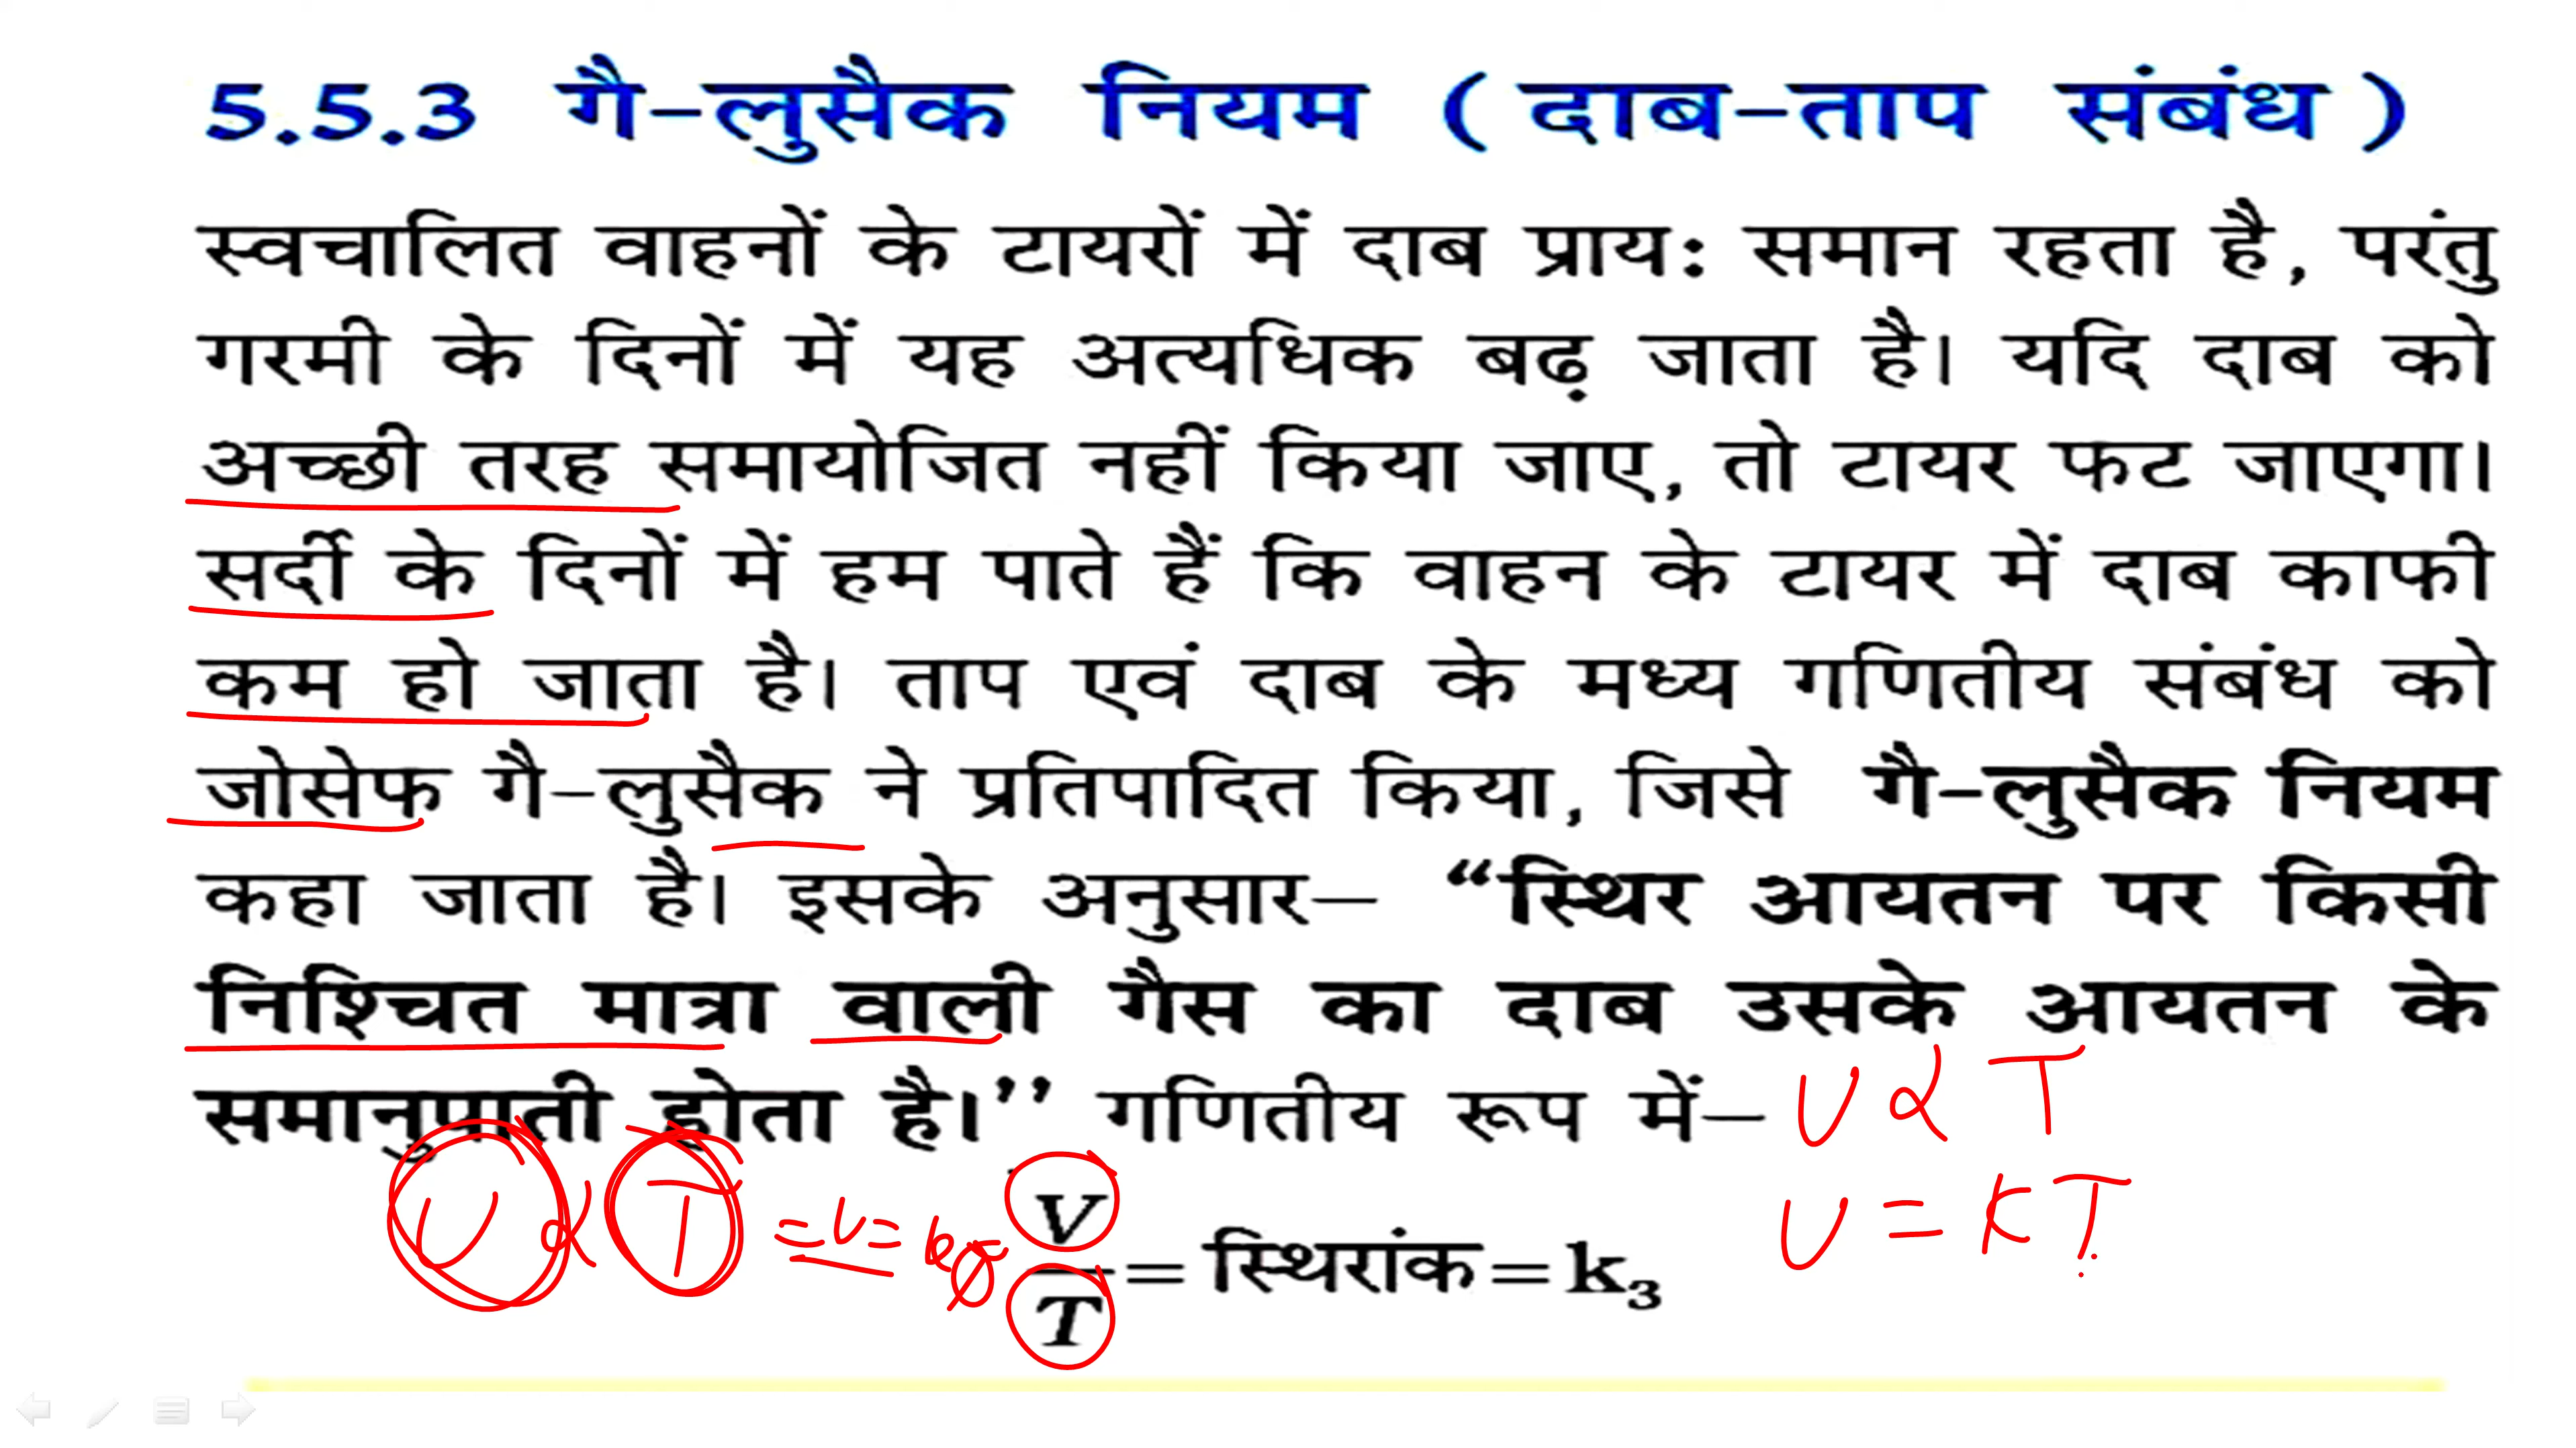 5.5.3 गै-लुसैक नियम ( दाब-ताप संबंध )
स्वचालित वाहनों के टायरों में दाब प्रायः समान रहता है, परंतु
गरमी के दिनों में यह अत्यधिक बढ़ जाता है। यदि दाब को
अच्छी तरह समायोजित नहीं किया जाए, तो टायर फट जाएगा।
सर्दी के दिनों में हम पाते हैं कि वाहन के टायर में दाब काफी
कम हो जाता है। ताप एवं दाब के मध्य गणितीय संबंध को
जोसेफ गै-लुसैक ने प्रतिपादित किया, जिसे गै-लुसैक नियम
कहा जाता है। इसके अनुसार– “स्थिर आयतन पर किसी
निश्चित मात्रा वाली गैस का दाब उसके आयतन के
समानुपाती होता है।’’ गणितीय रूप में– V ∝ T
V ∝ T = V = k V/T = स्थिरांक = k₃
V = KT